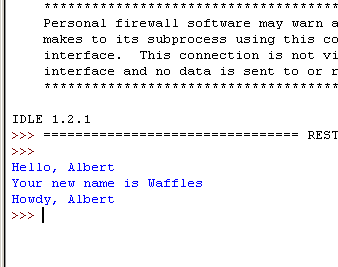 ****************************************
Personal firewall software may warn a
makes to its subprocess using this co
interface.  This connection is not vi
interface and no data is sent to or r
****************************************
IDLE 1.2.1
>>> ================================ REST
>>>
Hello, Albert
Your new name is Waffles
Howdy, Albert
>>>